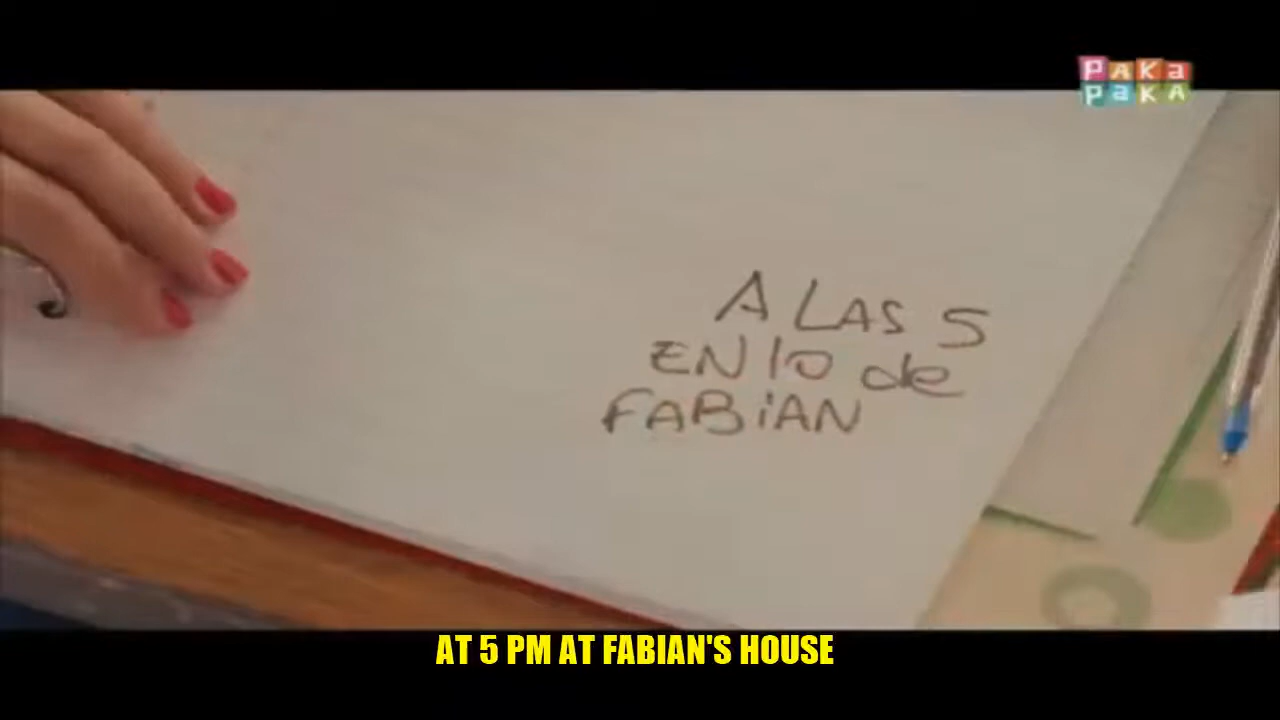 PAKa
PaKA
A LAS 5
EN lo de
FABiAN
AT 5 PM AT FABIAN'S HOUSE